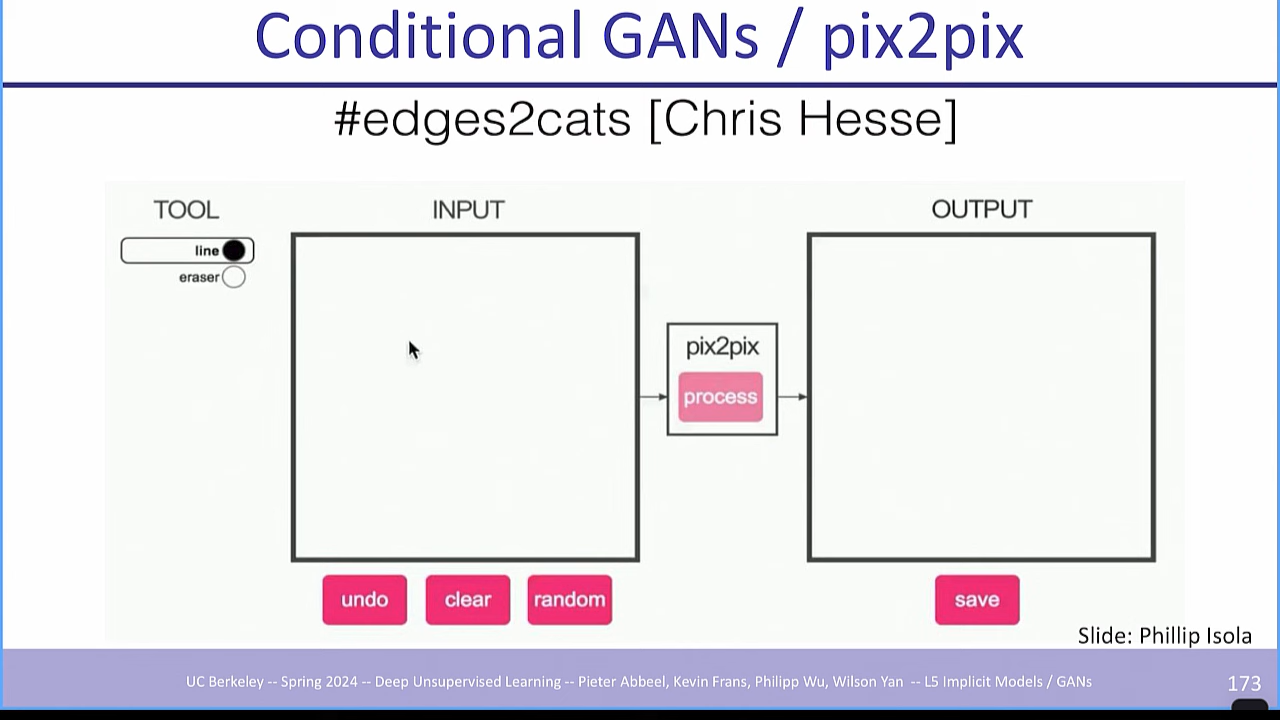 Conditional GANs / pix2pix
#edges2cats [Chris Hesse]
TOOL
line
eraser
INPUT
pix2pix
process
OUTPUT
undo
clear
random
save
Slide: Phillip Isola
UC Berkeley -- Spring 2024 -- Deep Unsupervised Learning -- Pieter Abbeel, Kevin Frans, Philipp Wu, Wilson Yan -- L5 Implicit Models / GANs
173